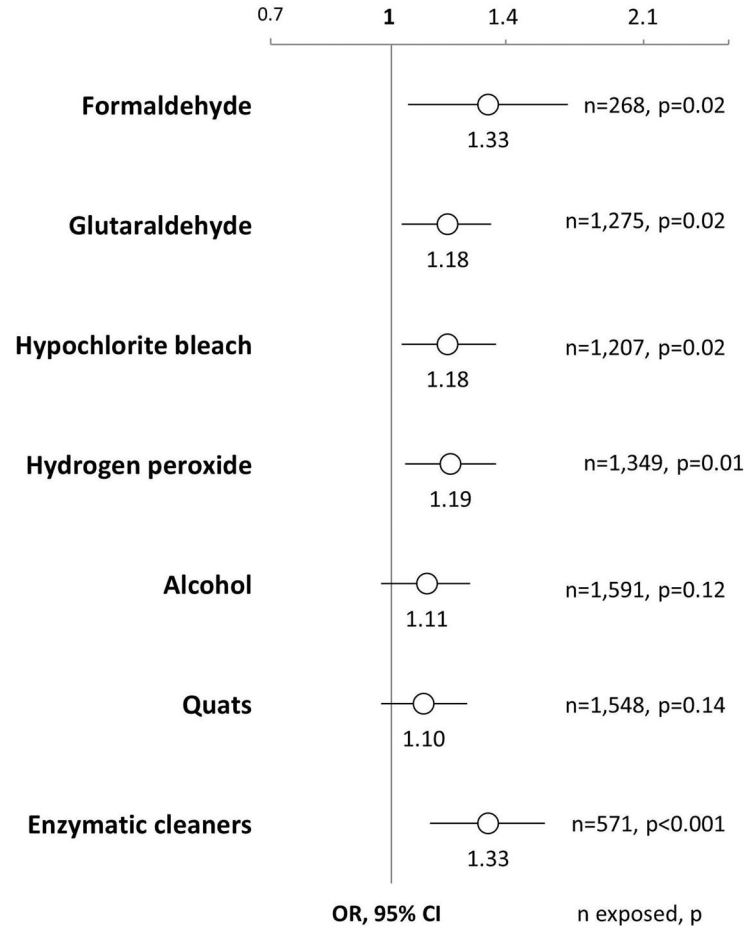 0.7 1 1.4 2.1
Formaldehyde n=268, p=0.02
1.33
Glutaraldehyde n=1,275, p=0.02
1.18
Hypochlorite bleach n=1,207, p=0.02
1.18
Hydrogen peroxide n=1,349, p=0.01
1.19
Alcohol n=1,591, p=0.12
1.11
Quats n=1,548, p=0.14
1.10
Enzymatic cleaners n=571, p<0.001
1.33
OR, 95% CI n exposed, p